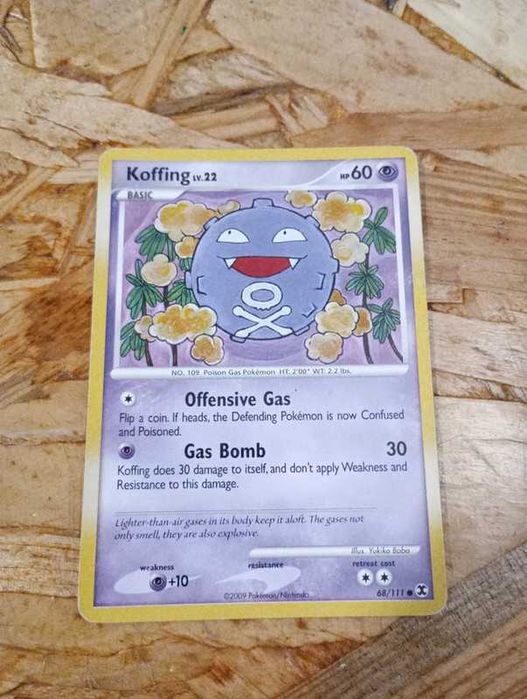 Koffing LV.22 HP 60
BASIC
NO. 109 Poison Gas Pokémon HT: 2'00" WT: 2.2 lbs.
Offensive Gas
Flip a coin. If heads, the Defending Pokémon is now Confused
and Poisoned.
Gas Bomb 30
Koffing does 30 damage to itself, and don't apply Weakness and
Resistance to this damage.
Lighter-than-air gases in its body keep it aloft. The gases not
only smell, they are also explosive.
Illus. Yukiko Baba
weakness resistance retreat cost
+10
©2009 Pokémon/Nintendo 68/111